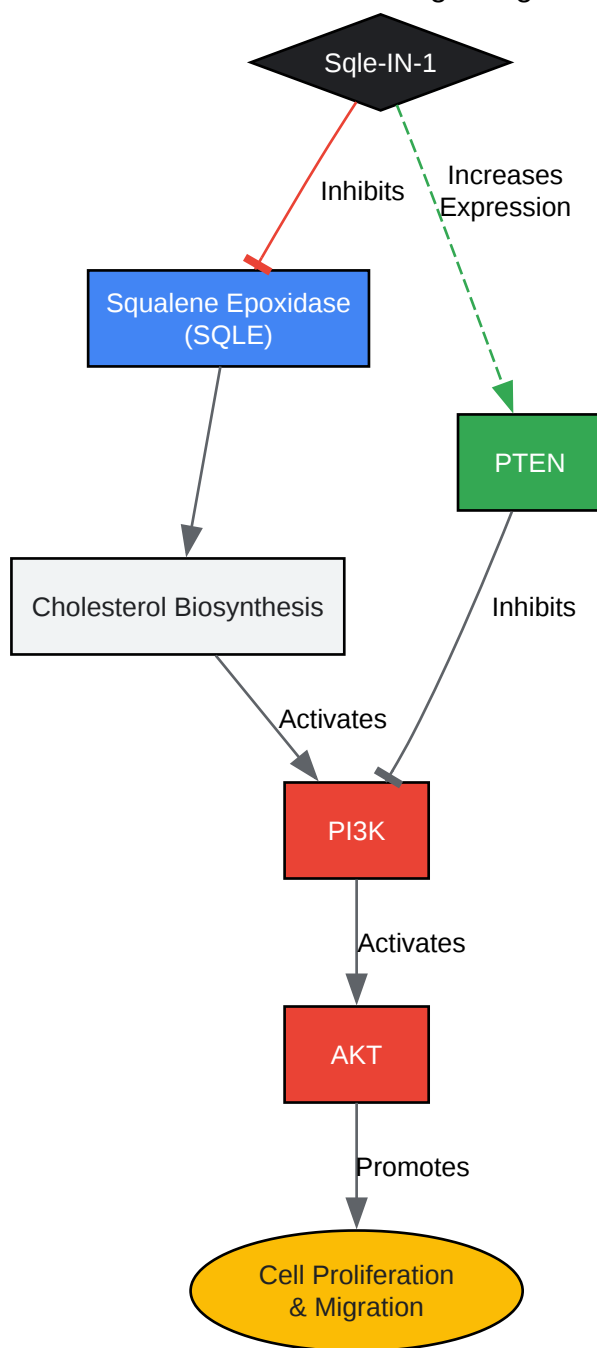 Sqle-IN-1
Inhibits
Increases
Expression
Squalene Epoxidase
(SQLE)
PTEN
Cholesterol Biosynthesis
Inhibits
Activates
PI3K
Activates
AKT
Promotes
Cell Proliferation
& Migration